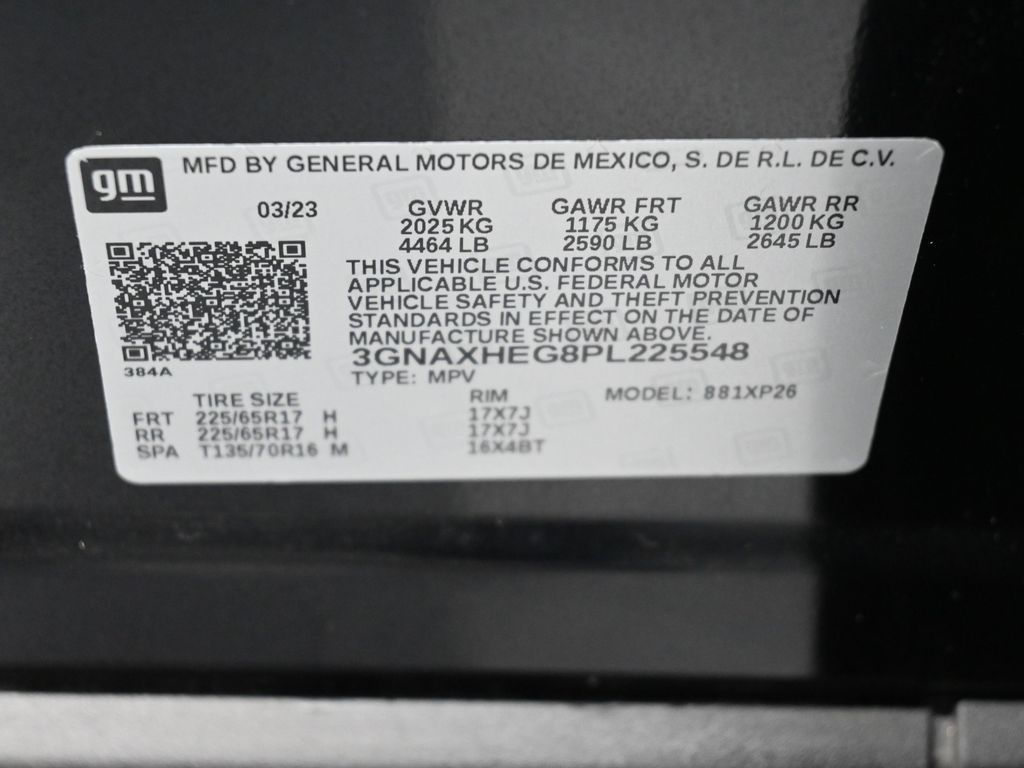 gm MFD BY GENERAL MOTORS DE MEXICO, S. DE R.L. DE C.V.
03/23 GVWR GAWR FRT GAWR RR
2025 KG 1175 KG 1200 KG
4464 LB 2590 LB 2645 LB
THIS VEHICLE CONFORMS TO ALL
APPLICABLE U.S. FEDERAL MOTOR
VEHICLE SAFETY AND THEFT PREVENTION
STANDARDS IN EFFECT ON THE DATE OF
MANUFACTURE SHOWN ABOVE.
3GNAXHEG8PL225548
384A TYPE: MPV
TIRE SIZE RIM MODEL: 881XP26
FRT 225/65R17 H 17X7J
RR 225/65R17 H 17X7J
SPA T135/70R16 M 16X4BT